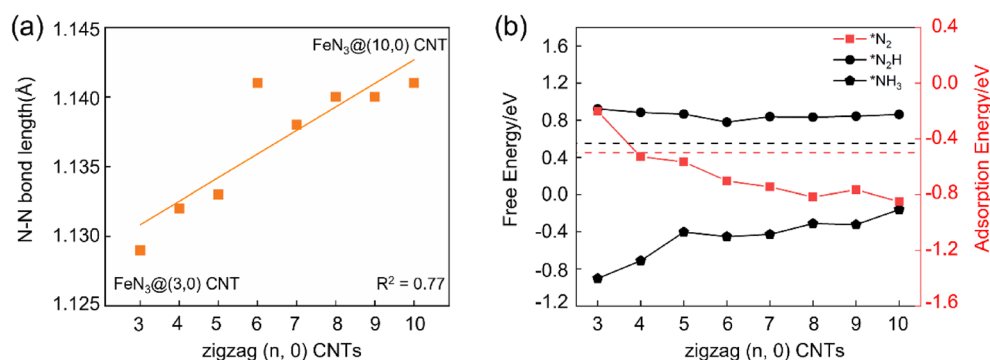 (a)
N-N bond length(Å)
1.145
1.140
1.135
1.130
1.125
FeN₃@(10,0) CNT
FeN₃@(3,0) CNT
R² = 0.77
3 4 5 6 7 8 9 10
zigzag (n, 0) CNTs
(b)
Free Energy/eV
1.6
1.2
0.8
0.4
0.0
-0.4
-0.8
-1.2
*N₂
*N₂H
*NH₃
0.4
0.0
-0.4
-0.8
-1.2
-1.6
Adsorption Energy/eV
3 4 5 6 7 8 9 10
zigzag (n, 0) CNTs